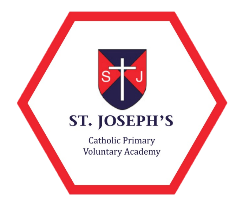 S J
ST. JOSEPH'S
Catholic Primary
Voluntary Academy